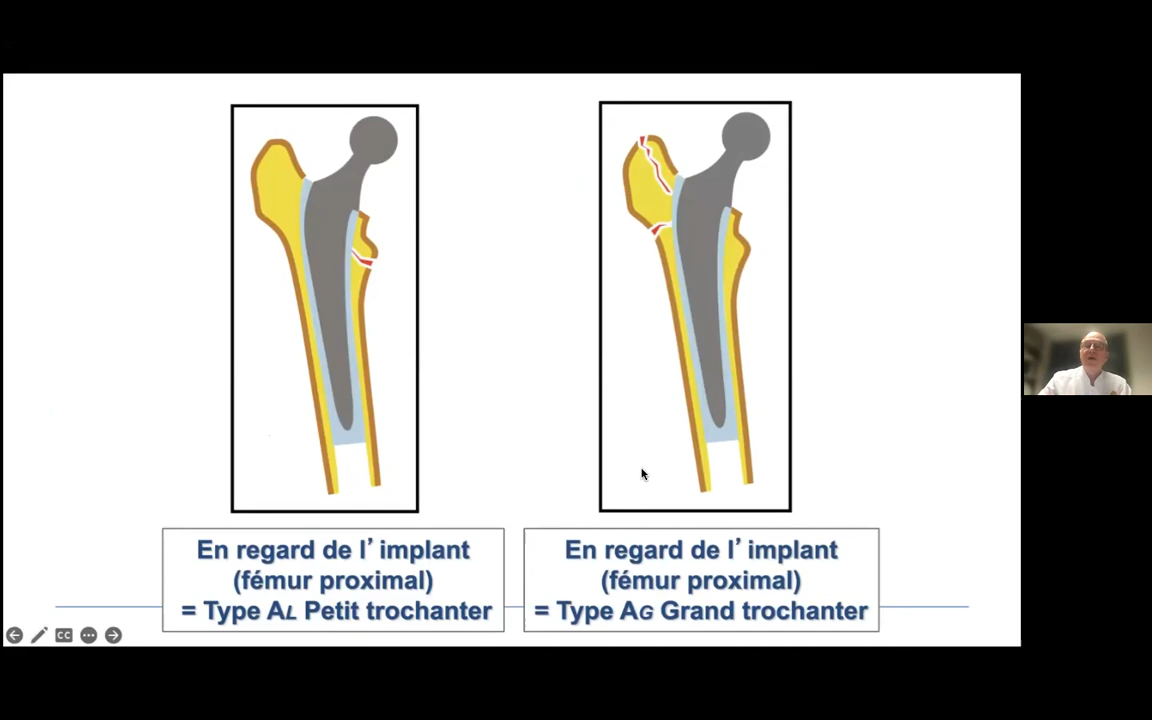 En regard de l’ implant
(fémur proximal)
= Type AL Petit trochanter
En regard de l’ implant
(fémur proximal)
= Type AG Grand trochanter
CC